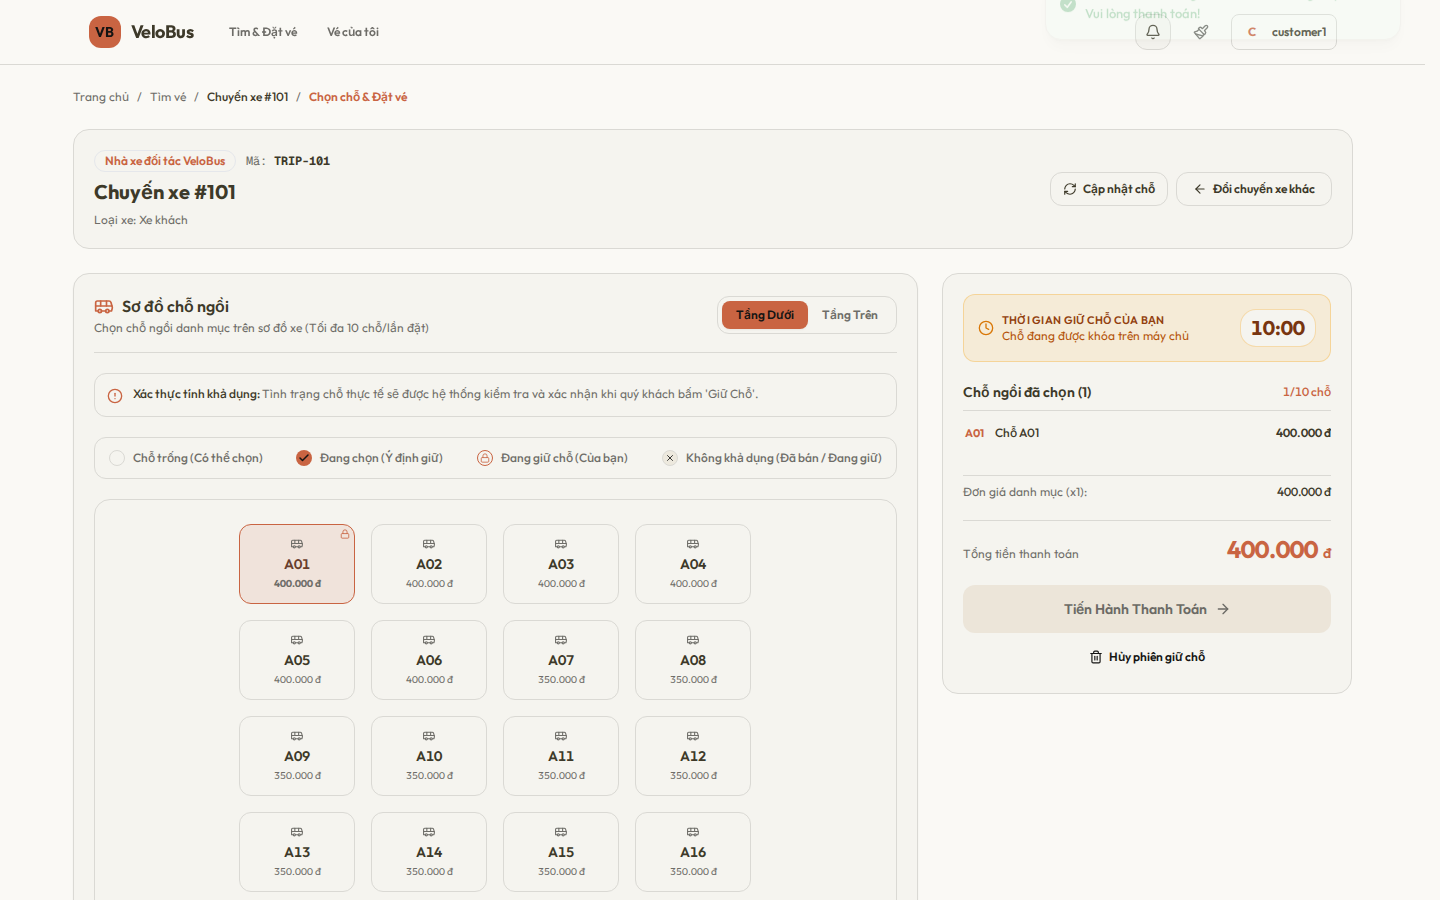 Vui lòng thanh toán!
VB VeloBus Tìm & Đặt vé Vé của tôi C customer1
Trang chủ / Tìm vé / Chuyến xe #101 / Chọn chỗ & Đặt vé
Nhà xe đối tác VeloBus Mã: TRIP-101
Chuyến xe #101
Loại xe: Xe khách
Cập nhật chỗ Đổi chuyến xe khác
Sơ đồ chỗ ngồi
Chọn chỗ ngồi danh mục trên sơ đồ xe (Tối đa 10 chỗ/lần đặt)
Tầng Dưới Tầng Trên
Xác thực tính khả dụng: Tình trạng chỗ thực tế sẽ được hệ thống kiểm tra và xác nhận khi quý khách bấm 'Giữ Chỗ'.
Chỗ trống (Có thể chọn) Đang chọn (Ý định giữ) Đang giữ chỗ (Của bạn) Không khả dụng (Đã bán / Đang giữ)
A01 A02 A03 A04
400.000 đ 400.000 đ 400.000 đ 400.000 đ
A05 A06 A07 A08
400.000 đ 400.000 đ 350.000 đ 350.000 đ
A09 A10 A11 A12
350.000 đ 350.000 đ 350.000 đ 350.000 đ
A13 A14 A15 A16
350.000 đ 350.000 đ 350.000 đ 350.000 đ
THỜI GIAN GIỮ CHỖ CỦA BẠN
Chỗ đang được khóa trên máy chủ
10:00
Chỗ ngồi đã chọn (1) 1/10 chỗ
A01 Chỗ A01 400.000 đ
Đơn giá danh mục (x1): 400.000 đ
Tổng tiền thanh toán 400.000 đ
Tiến Hành Thanh Toán
Hủy phiên giữ chỗ